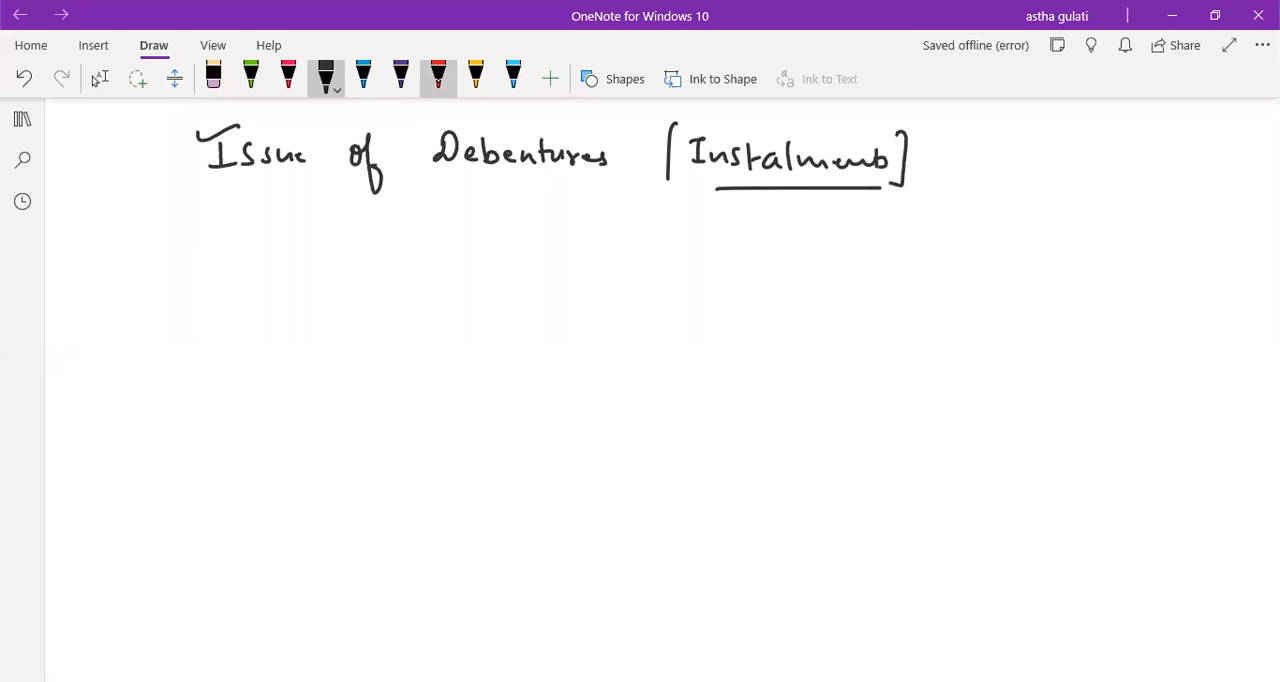 OneNote for Windows 10
astha gulati
Home Insert Draw View Help
Saved offline (error) Share
Shapes Ink to Shape Ink to Text
Issue of Debentures [Instalments]